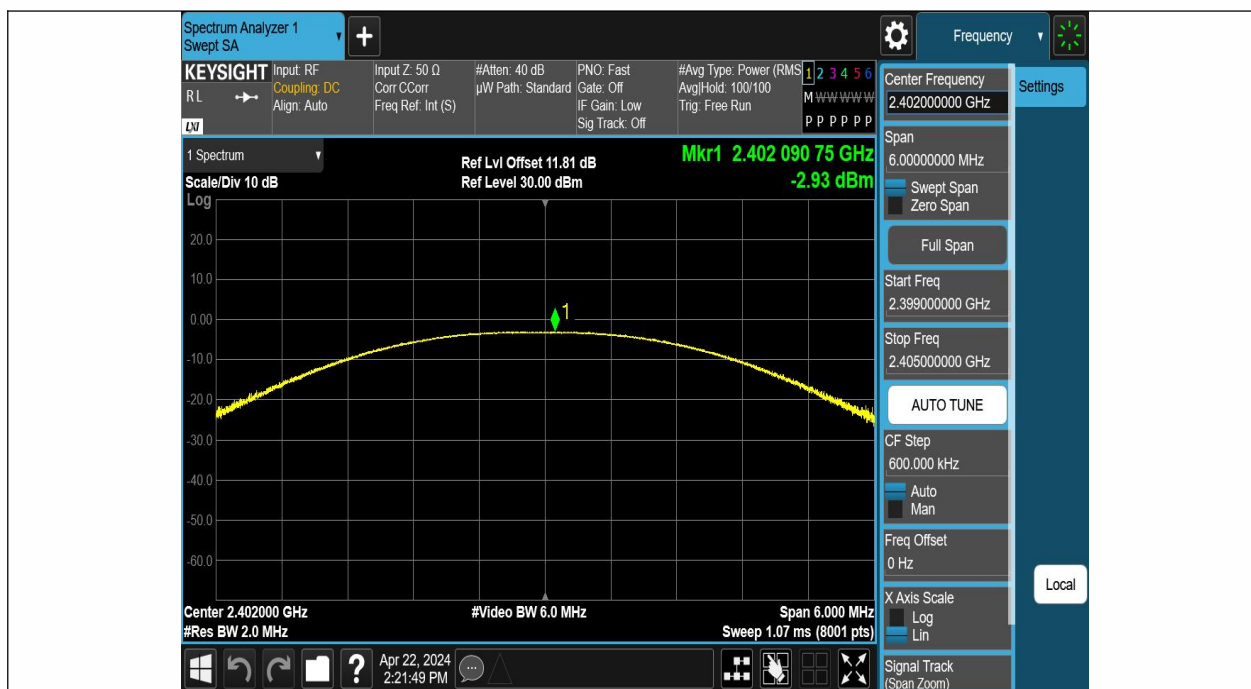 Spectrum Analyzer 1
Swept SA
+
Frequency
KEYSIGHT
RL
LXI
Input: RF
Coupling: DC
Align: Auto
Input Z: 50 Ω
Corr CCorr
Freq Ref: Int (S)
#Atten: 40 dB
µW Path: Standard
PNO: Fast
Gate: Off
IF Gain: Low
Sig Track: Off
#Avg Type: Power (RMS
Avg|Hold: 100/100
Trig: Free Run
1 2 3 4 5 6
M W W W W W
P P P P P P
1 Spectrum
Scale/Div 10 dB
Log
Ref Lvl Offset 11.81 dB
Ref Level 30.00 dBm
Mkr1 2.402 090 75 GHz
-2.93 dBm
20.0
10.0
0.00
-10.0
-20.0
-30.0
-40.0
-50.0
-60.0
1
Center 2.402000 GHz
#Res BW 2.0 MHz
#Video BW 6.0 MHz
Span 6.000 MHz
Sweep 1.07 ms (8001 pts)
?
Apr 22, 2024
2:21:49 PM
Center Frequency
2.402000000 GHz
Span
6.00000000 MHz
Swept Span
Zero Span
Full Span
Start Freq
2.399000000 GHz
Stop Freq
2.405000000 GHz
AUTO TUNE
CF Step
600.000 kHz
Auto
Man
Freq Offset
0 Hz
X Axis Scale
Log
Lin
Signal Track
(Span Zoom)
Settings
Local